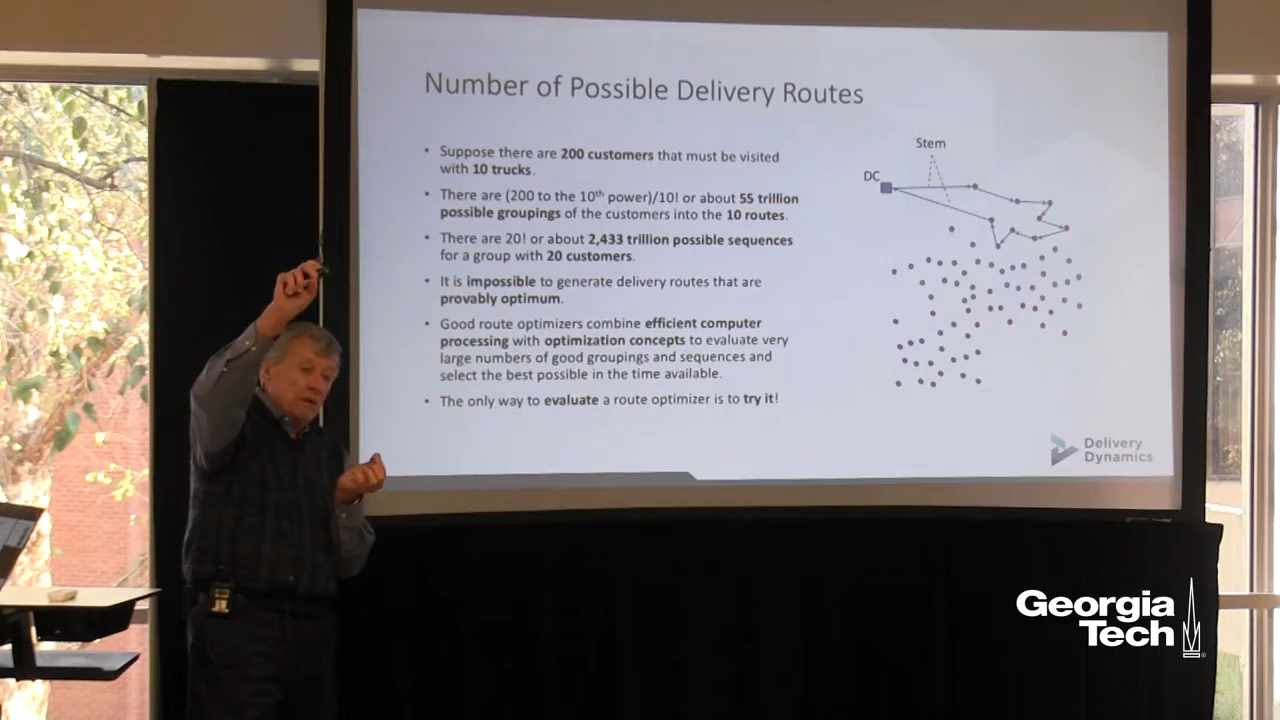 Number of Possible Delivery Routes
• Suppose there are 200 customers that must be visited
with 10 trucks.
• There are (200 to the 10th power)/10! or about 55 trillion
possible groupings of the customers into the 10 routes.
• There are 20! or about 2,433 trillion possible sequences
for a group with 20 customers.
• It is impossible to generate delivery routes that are
provably optimum.
• Good route optimizers combine efficient computer
processing with optimization concepts to evaluate very
large numbers of good groupings and sequences and
select the best possible in the time available.
• The only way to evaluate a route optimizer is to try it!
Stem
DC
Delivery
Dynamics
Georgia
Tech